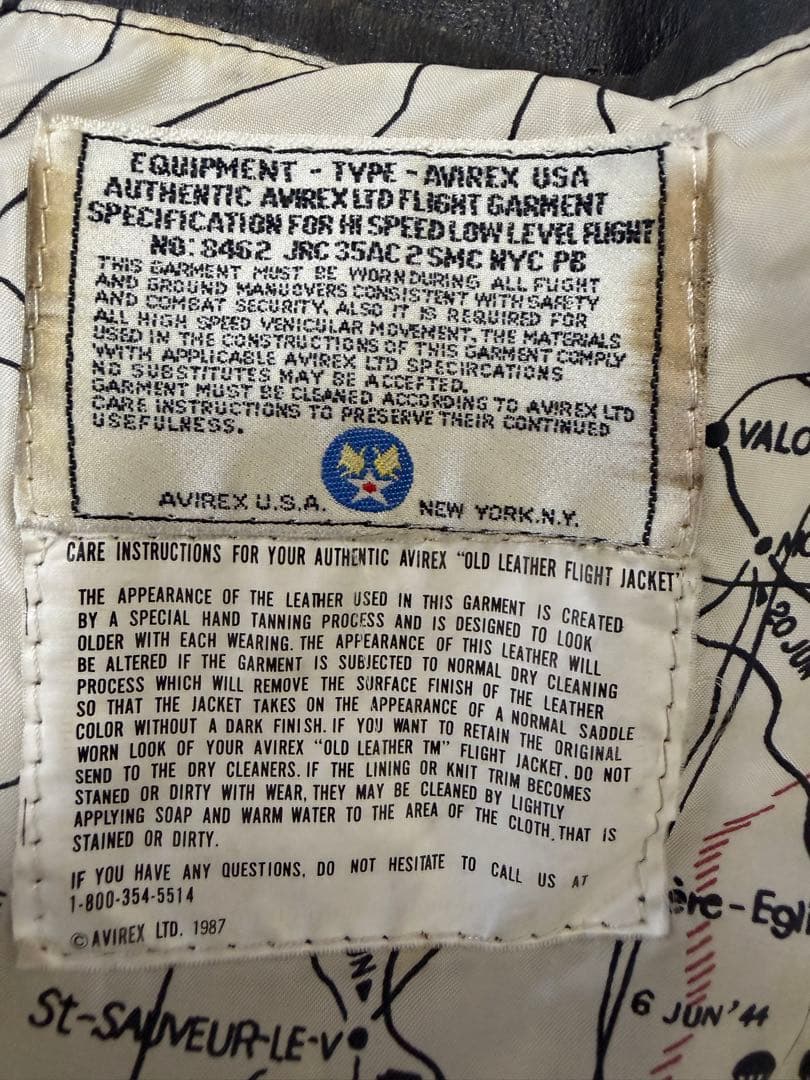 EQUIPMENT - TYPE - AVIREX USA
AUTHENTIC AVIREX LTD FLIGHT GARMENT
SPECIFICATION FOR HI SPEED LOW LEVEL FLIGHT
NO: 8462 JRC 35AC 2 SMC NYC PB
THIS GARMENT MUST BE WORN DURING ALL FLIGHT
AND GROUND MANUOVERS CONSISTENT WITH SAFETY
AND COMBAT SECURITY. ALSO IT IS REQUIRED FOR
ALL HIGH SPEED VENICULAR MOVEMENT. THE MATERIALS
USED IN THE CONSTRUCTIONS OF THIS GARMENT COMPLY
WITH APPLICABLE AVIREX LTD SPECIRCATIONS
NO SUBSTITUTES MAY BE ACCEFTED.
GARMENT MUST BE CLEANED ACCORDING TO AVIREX LTD
CARE INSTRUCTIONS TO PRESERVE THEIR CONTINUED
USEFULNESS.
AVIREX U.S.A. NEW YORK.N.Y.
CARE INSTRUCTIONS FOR YOUR AUTHENTIC AVIREX "OLD LEATHER FLIGHT JACKET"
THE APPEARANCE OF THE LEATHER USED IN THIS GARMENT IS CREATED
BY A SPECIAL HAND TANNING PROCESS AND IS DESIGNED TO LOOK
OLDER WITH EACH WEARING. THE APPEARANCE OF THIS LEATHER WILL
BE ALTERED IF THE GARMENT IS SUBJECTED TO NORMAL DRY CLEANING
PROCESS WHICH WILL REMOVE THE SURFACE FINISH OF THE LEATHER
SO THAT THE JACKET TAKES ON THE APPEARANCE OF A NORMAL SADDLE
COLOR WITHOUT A DARK FINISH. IF YOU WANT TO RETAIN THE ORIGINAL
WORN LOOK OF YOUR AVIREX "OLD LEATHER TM" FLIGHT JACKET. DO NOT
SEND TO THE DRY CLEANERS. IF THE LINING OR KNIT TRIM BECOMES
STANED OR DIRTY WITH WEAR, THEY MAY BE CLEANED BY LIGHTLY
APPLYING SOAP AND WARM WATER TO THE AREA OF THE CLOTH. THAT IS
STAINED OR DIRTY.
IF YOU HAVE ANY QUESTIONS, DO NOT HESITATE TO CALL US AT
1-800-354-5514
© AVIREX LTD. 1987
VALO
20 JUN
ère-Egli
6 JUN '44
St-SAUVEUR-LE-V